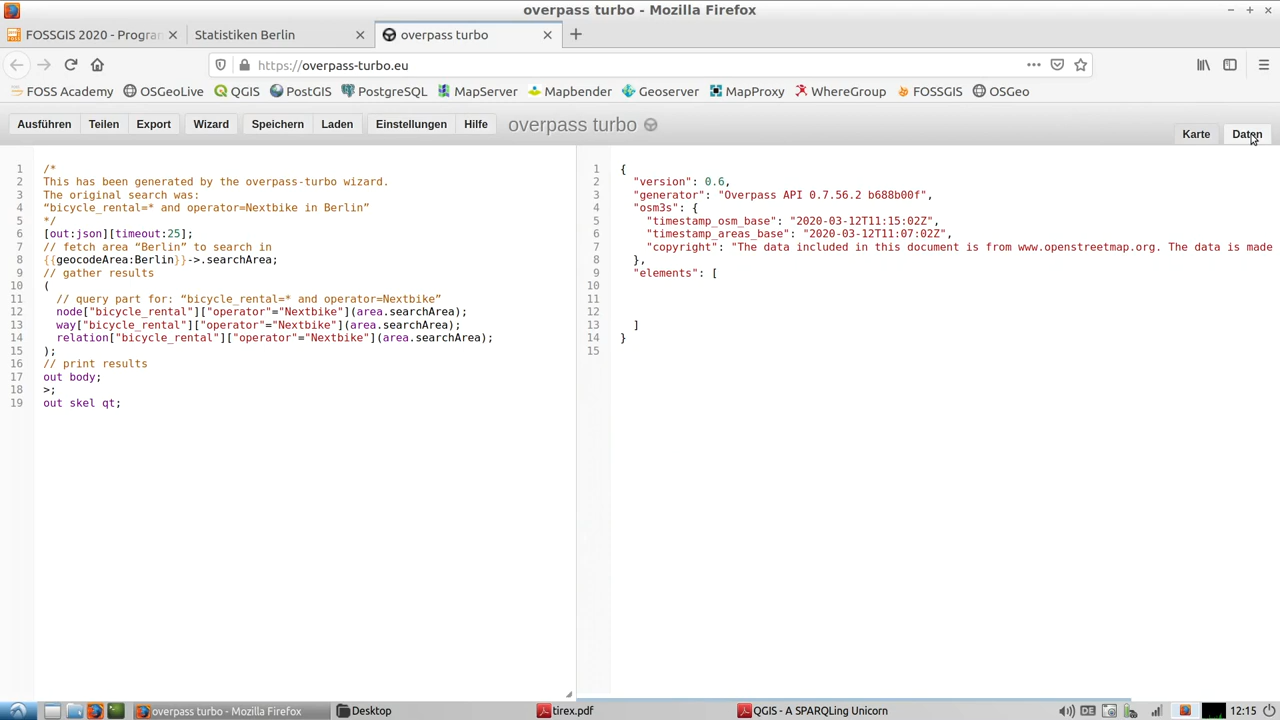 overpass turbo - Mozilla Firefox
FOSSGIS 2020 - Program
Statistiken Berlin
overpass turbo
https://overpass-turbo.eu
FOSS Academy OSGeoLive QGIS PostGIS PostgreSQL MapServer Mapbender Geoserver MapProxy WhereGroup FOSSGIS OSGeo
Ausführen Teilen Export Wizard Speichern Laden Einstellungen Hilfe overpass turbo Karte Daten
1 /*
2 This has been generated by the overpass-turbo wizard.
3 The original search was:
4 “bicycle_rental=* and operator=Nextbike in Berlin”
5 */
6 [out:json][timeout:25];
7 // fetch area “Berlin” to search in
8 {{geocodeArea:Berlin}}->.searchArea;
9 // gather results
10 (
11 // query part for: “bicycle_rental=* and operator=Nextbike”
12 node["bicycle_rental"]["operator"="Nextbike"](area.searchArea);
13 way["bicycle_rental"]["operator"="Nextbike"](area.searchArea);
14 relation["bicycle_rental"]["operator"="Nextbike"](area.searchArea);
15 );
16 // print results
17 out body;
18 >;
19 out skel qt;
1 {
2 "version": 0.6,
3 "generator": "Overpass API 0.7.56.2 b688b00f",
4 "osm3s": {
5 "timestamp_osm_base": "2020-03-12T11:15:02Z",
6 "timestamp_areas_base": "2020-03-12T11:07:02Z",
7 "copyright": "The data included in this document is from www.openstreetmap.org. The data is made
8 },
9 "elements": [
10
11
12
13 ]
14 }
15
overpass turbo - Mozilla Firefox Desktop tirex.pdf QGIS - A SPARQLing Unicorn DE 12:15